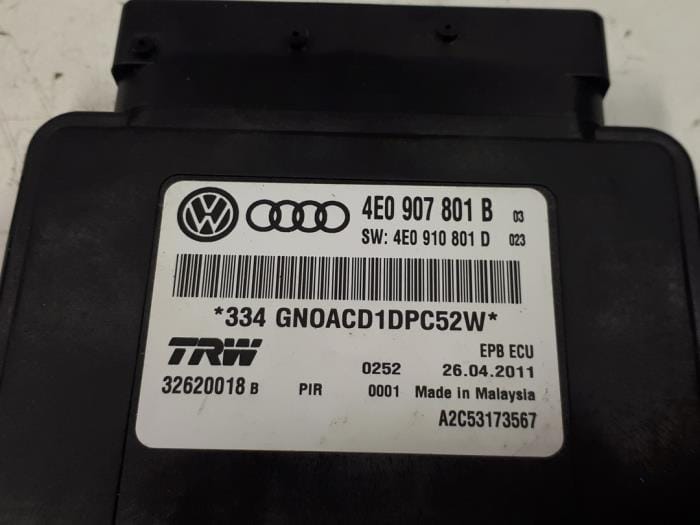 4E0 907 801 B 03
SW: 4E0 910 801 D 023
*334 GNOACD1DPC52W*
TRW
EPB ECU
0252 26.04.2011
32620018 B PIR 0001 Made in Malaysia
A2C53173567